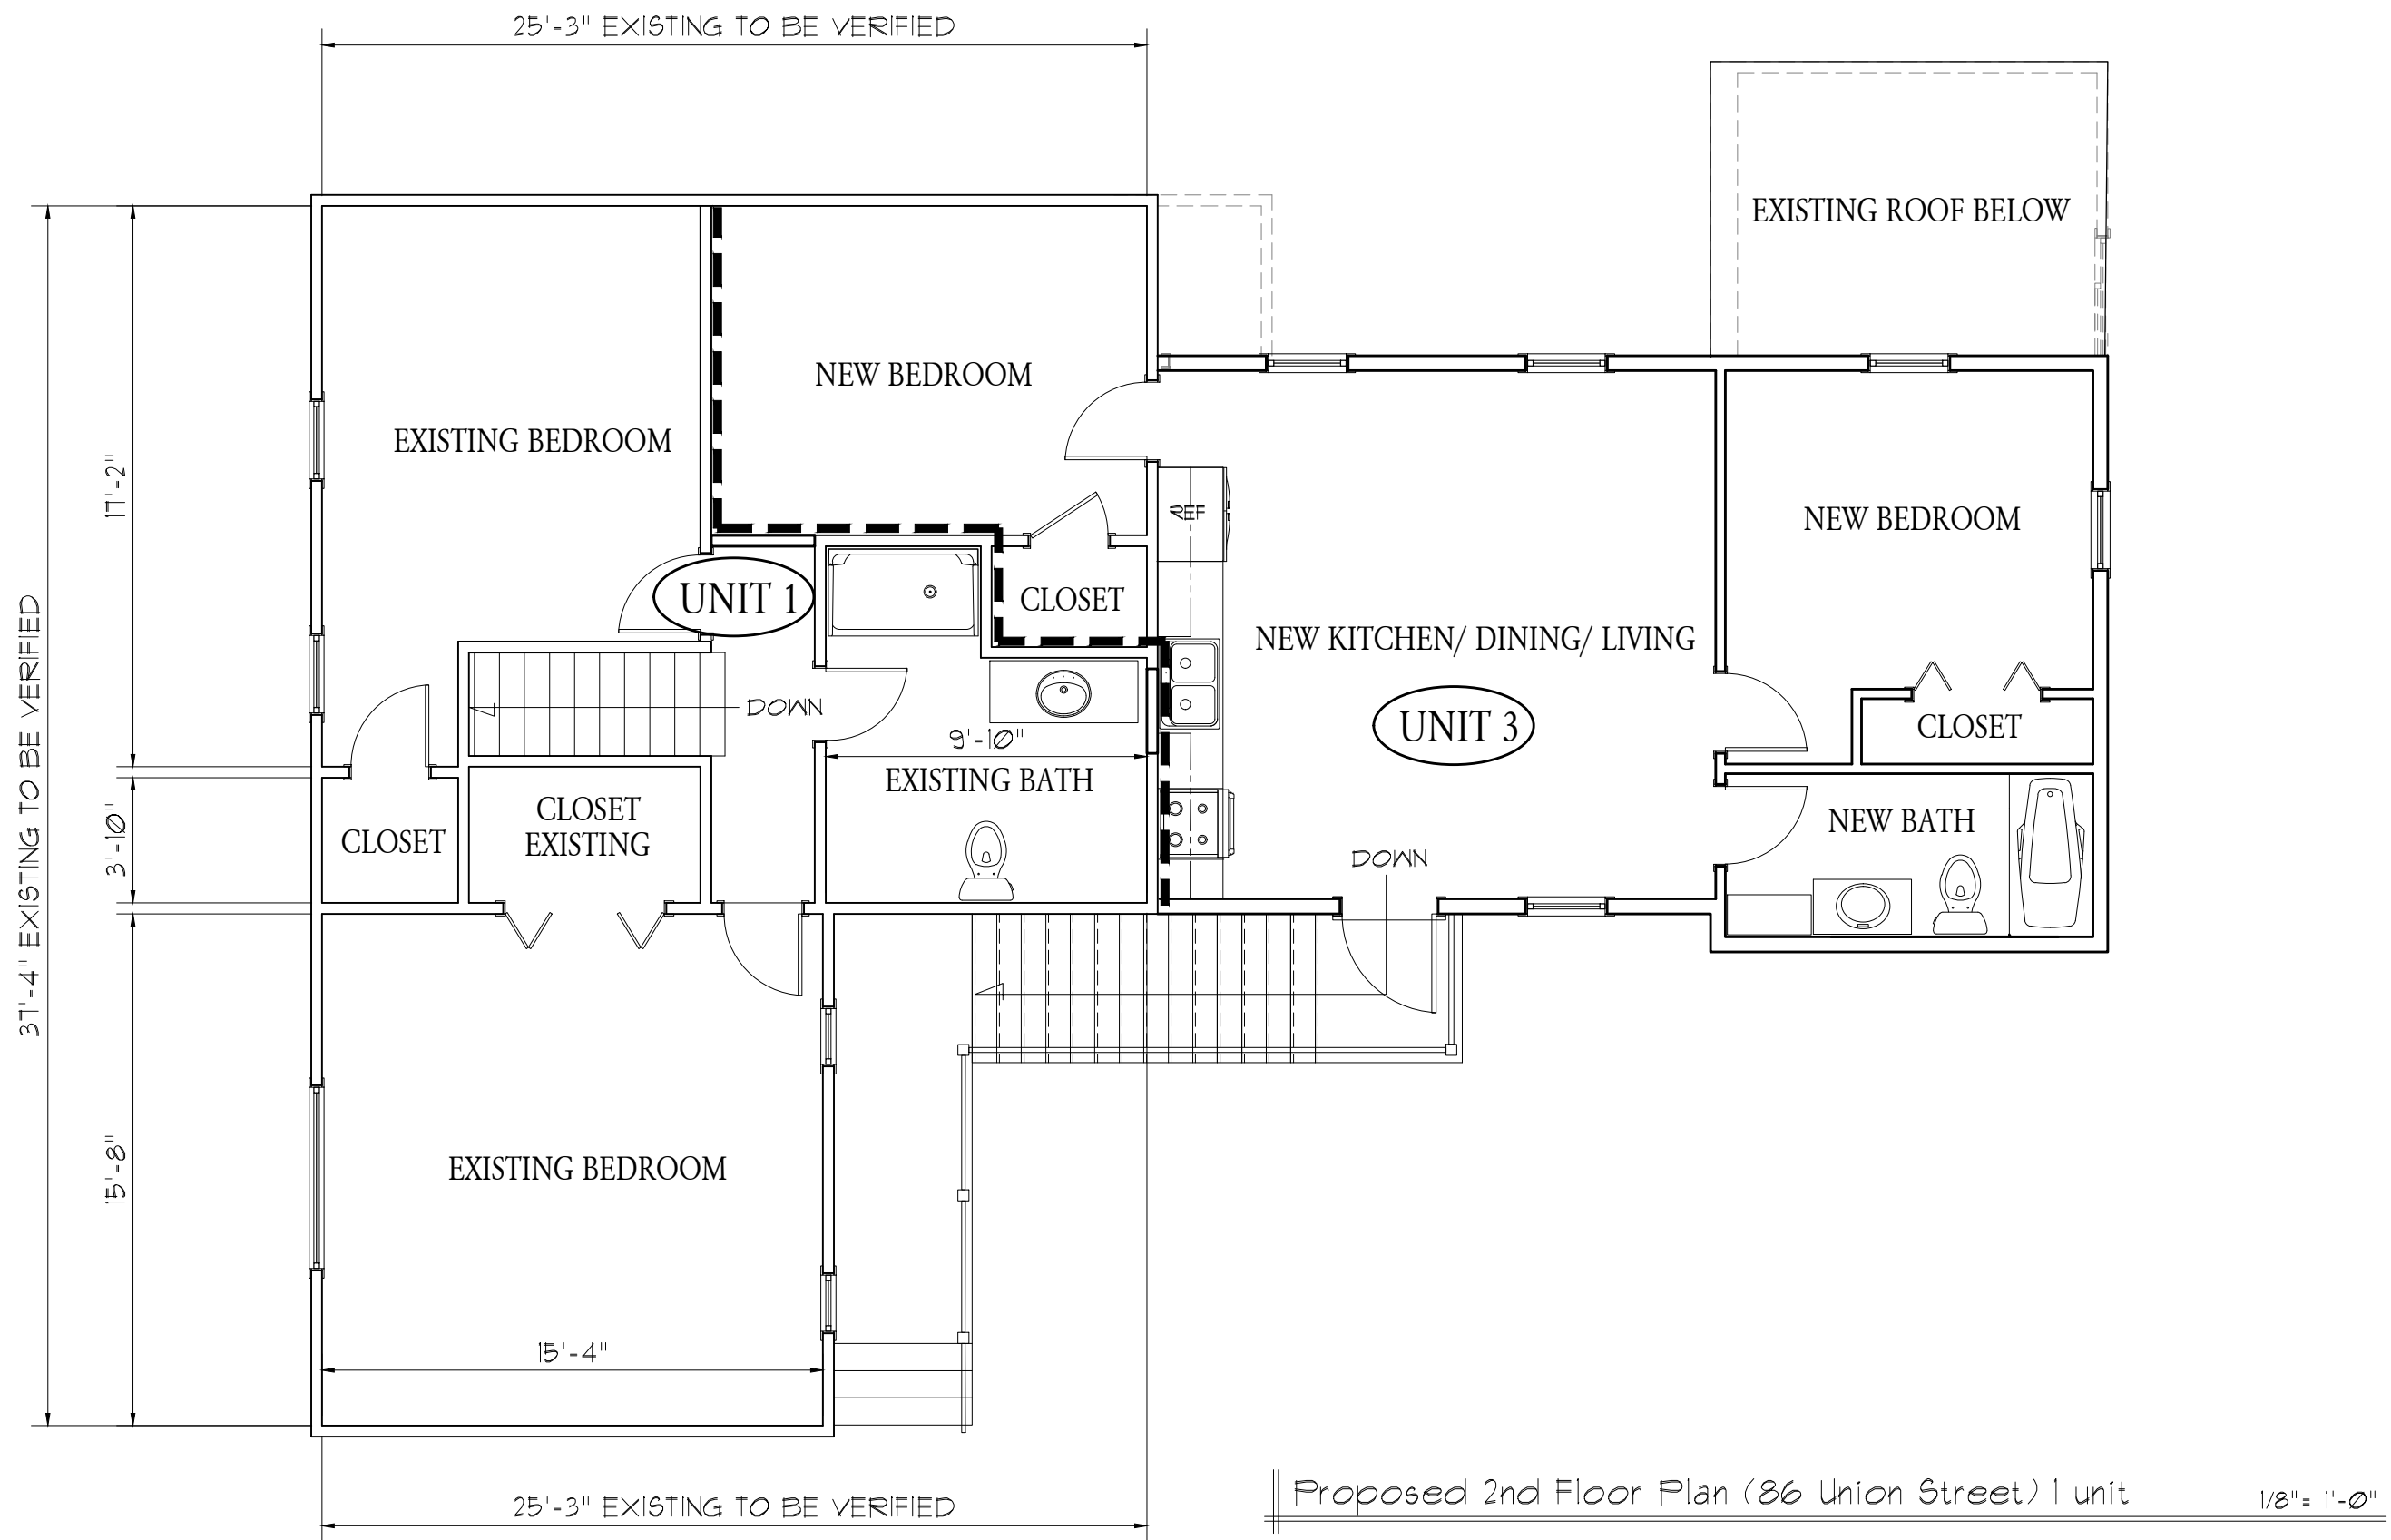 25'-3" EXISTING TO BE VERIFIED
EXISTING ROOF BELOW
NEW BEDROOM
EXISTING BEDROOM
17'-2"
REF
NEW BEDROOM
UNIT 1
CLOSET
NEW KITCHEN/ DINING/ LIVING
37'-4" EXISTING TO BE VERIFIED
DOWN
UNIT 3
CLOSET
9'-10"
EXISTING BATH
CLOSET
EXISTING
CLOSET
3'-10"
NEW BATH
DOWN
EXISTING BEDROOM
15'-8"
15'-4"
25'-3" EXISTING TO BE VERIFIED
Proposed 2nd Floor Plan (86 Union Street) 1 unit
1/8"= 1'-0"